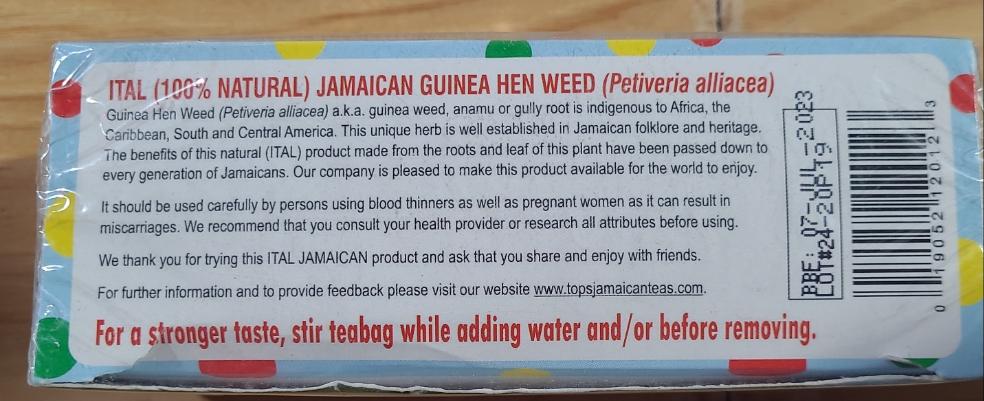 ITAL (100% NATURAL) JAMAICAN GUINEA HEN WEED (Petiveria alliacea)
Guinea Hen Weed (Petiveria alliacea) a.k.a. guinea weed, anamu or gully root is indigenous to Africa, the
Caribbean, South and Central America. This unique herb is well established in Jamaican folklore and heritage.
The benefits of this natural (ITAL) product made from the roots and leaf of this plant have been passed down to
every generation of Jamaicans. Our company is pleased to make this product available for the world to enjoy.
It should be used carefully by persons using blood thinners as well as pregnant women as it can result in
miscarriages. We recommend that you consult your health provider or research all attributes before using.
We thank you for trying this ITAL JAMAICAN product and ask that you share and enjoy with friends.
For further information and to provide feedback please visit our website www.topsjamaicanteas.com.
For a stronger taste, stir teabag while adding water and/or before removing.
BBE: 07-JUL-2023
LOT#24-20PT19
0 19052 12012 3